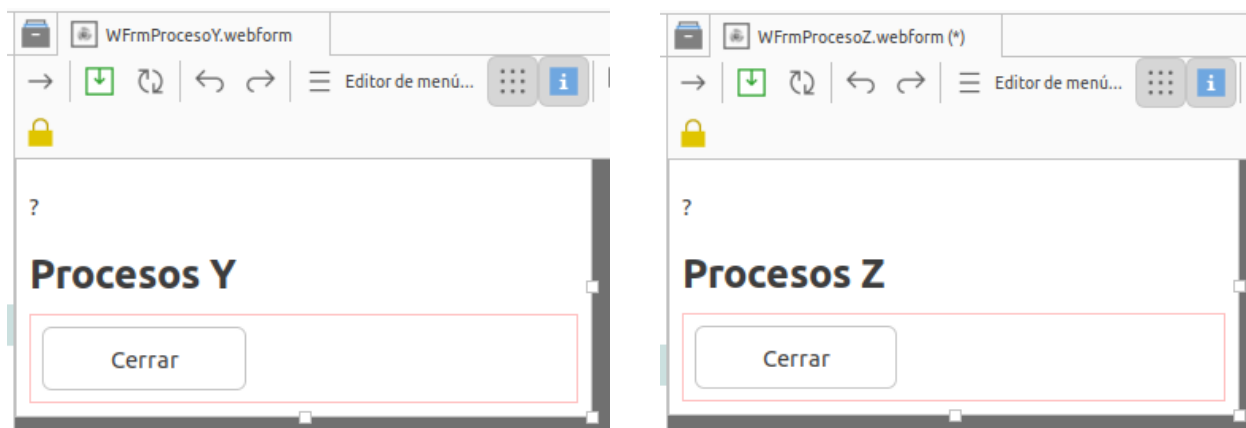 WFrmProcesoY.webform
Editor de menú...
i
?
Procesos Y
Cerrar
WFrmProcesoZ.webform (*)
Editor de menú...
i
?
Procesos Z
Cerrar